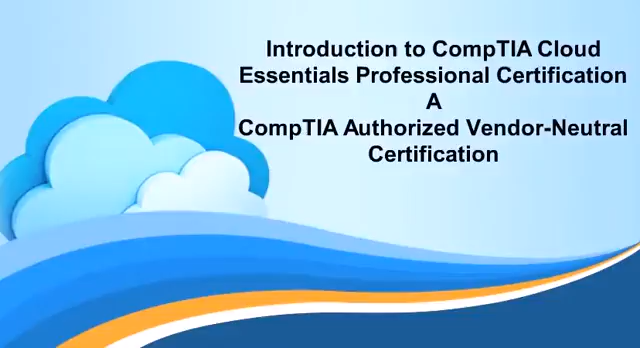 Introduction to CompTIA Cloud
Essentials Professional Certification
A
CompTIA Authorized Vendor-Neutral
Certification